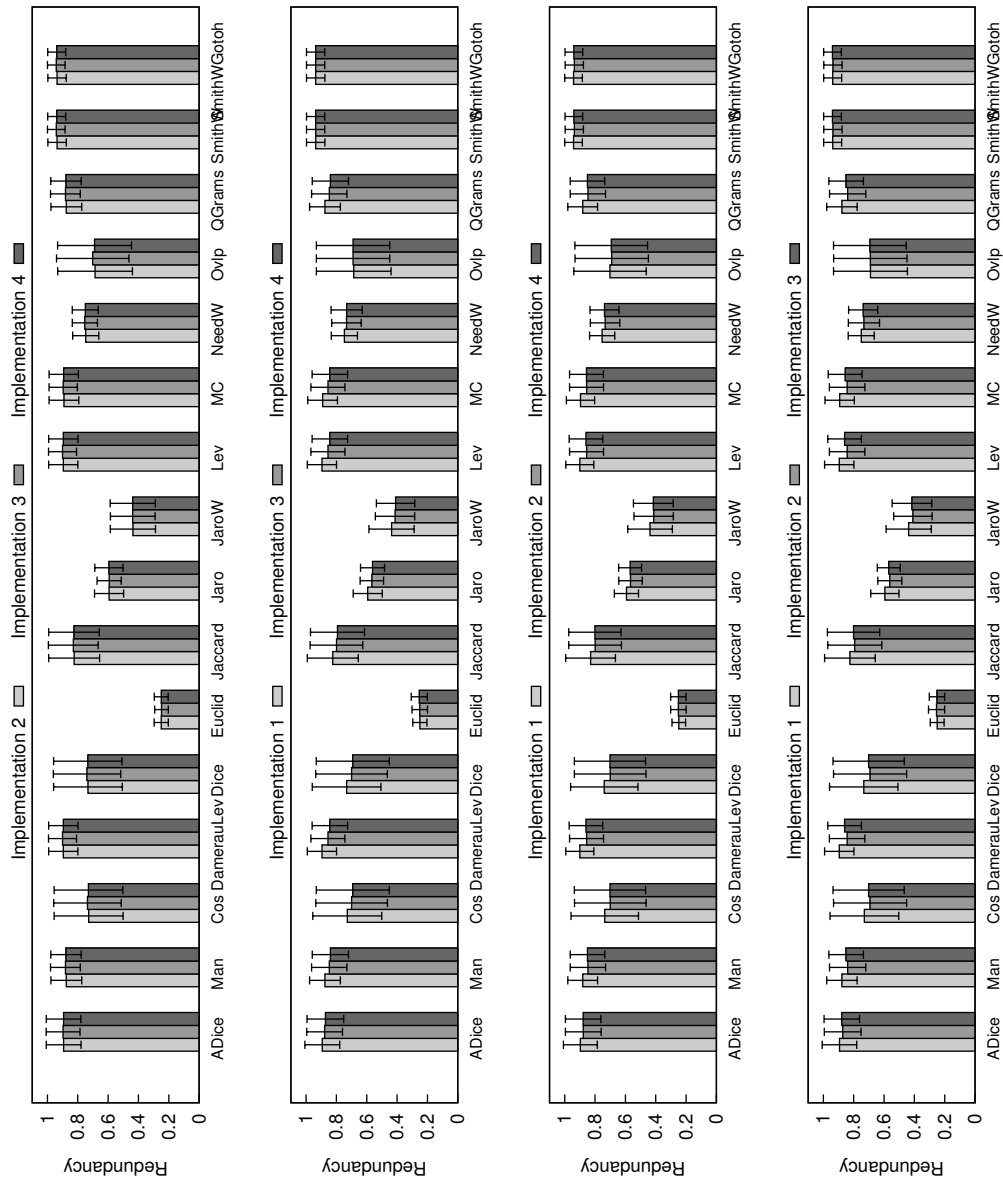 Implementation 2 Implementation 3 Implementation 4
Redundancy
1
0.8
0.6
0.4
0.2
0
ADice Man Cos DamerauLev Dice Euclid Jaccard Jaro JaroW Lev MC NeedW Ovlp QGrams SmithW SmithWGotoh
Implementation 1 Implementation 3 Implementation 4
Redundancy
1
0.8
0.6
0.4
0.2
0
ADice Man Cos DamerauLev Dice Euclid Jaccard Jaro JaroW Lev MC NeedW Ovlp QGrams SmithW SmithWGotoh
Implementation 1 Implementation 2 Implementation 4
Redundancy
1
0.8
0.6
0.4
0.2
0
ADice Man Cos DamerauLev Dice Euclid Jaccard Jaro JaroW Lev MC NeedW Ovlp QGrams SmithW SmithWGotoh
Implementation 1 Implementation 2 Implementation 3
Redundancy
1
0.8
0.6
0.4
0.2
0
ADice Man Cos DamerauLev Dice Euclid Jaccard Jaro JaroW Lev MC NeedW Ovlp QGrams SmithW SmithWGotoh